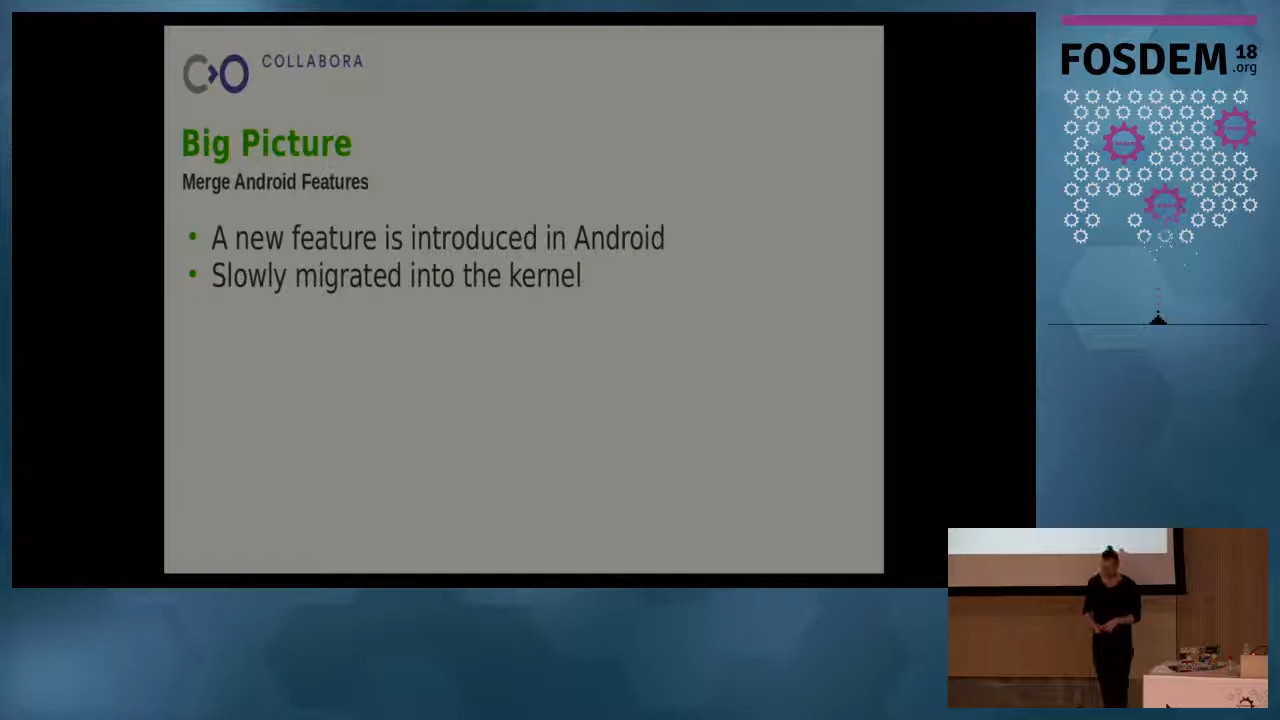 COLLABORA
Big Picture
Merge Android Features
• A new feature is introduced in Android
• Slowly migrated into the kernel
FOSDEM 18
.org